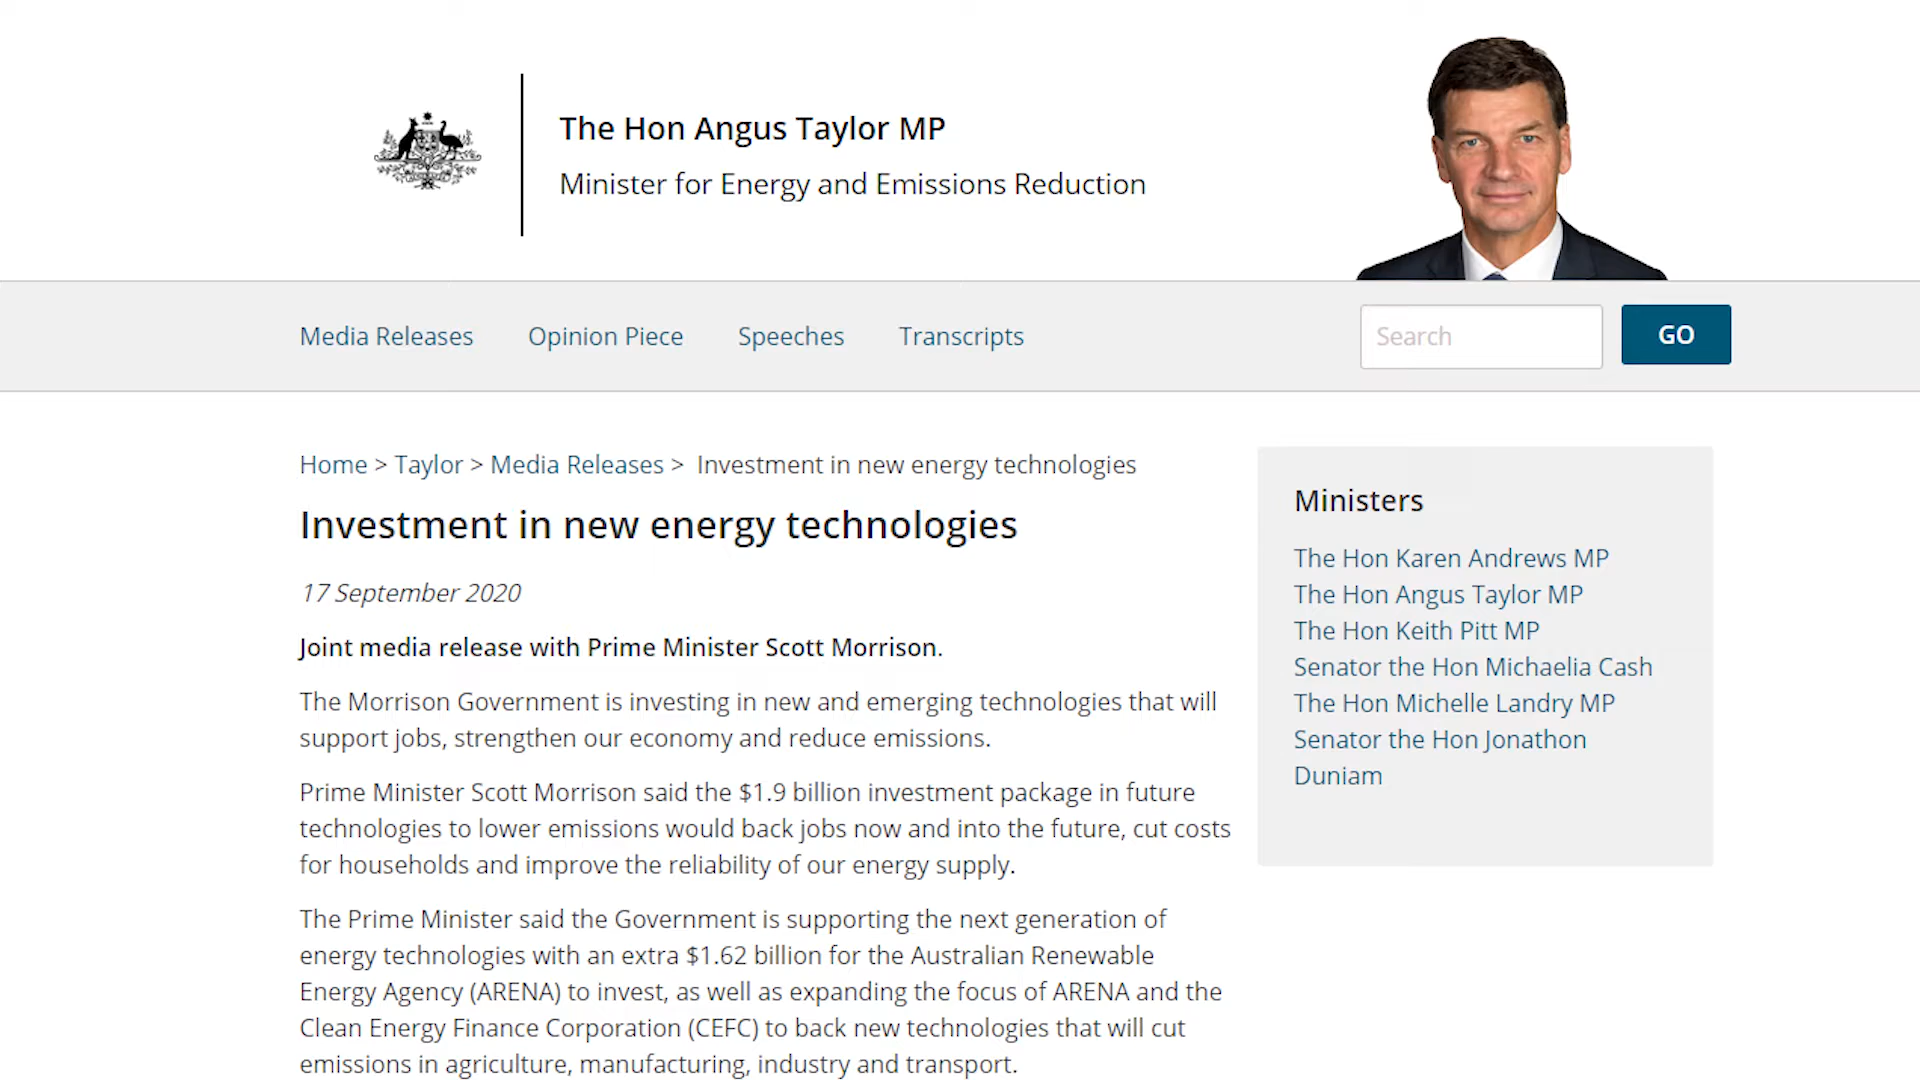 The Hon Angus Taylor MP
Minister for Energy and Emissions Reduction
Media Releases
Opinion Piece
Speeches
Transcripts
Search
GO
Home > Taylor > Media Releases > Investment in new energy technologies
Investment in new energy technologies
17 September 2020
Joint media release with Prime Minister Scott Morrison.
The Morrison Government is investing in new and emerging technologies that will
support jobs, strengthen our economy and reduce emissions.
Prime Minister Scott Morrison said the $1.9 billion investment package in future
technologies to lower emissions would back jobs now and into the future, cut costs
for households and improve the reliability of our energy supply.
The Prime Minister said the Government is supporting the next generation of
energy technologies with an extra $1.62 billion for the Australian Renewable
Energy Agency (ARENA) to invest, as well as expanding the focus of ARENA and the
Clean Energy Finance Corporation (CEFC) to back new technologies that will cut
emissions in agriculture, manufacturing, industry and transport.
Ministers
The Hon Karen Andrews MP
The Hon Angus Taylor MP
The Hon Keith Pitt MP
Senator the Hon Michaelia Cash
The Hon Michelle Landry MP
Senator the Hon Jonathon
Duniam